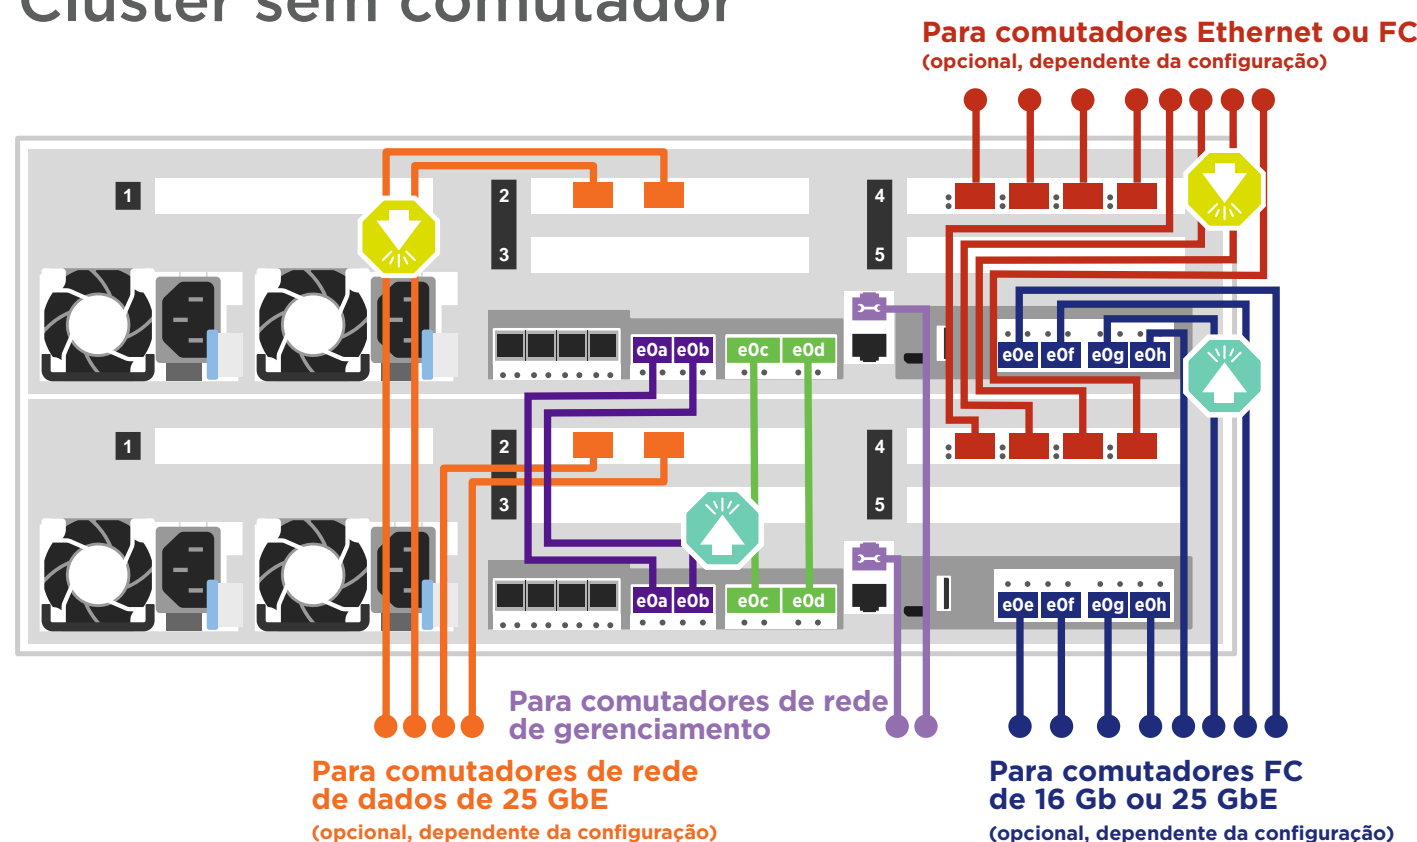 Cluster sem comutador
Para comutadores Ethernet ou FC
(opcional, dependente da configuração)
1
2
3
4
5
e0a e0b e0c e0d
e0e e0f e0g e0h
1
2
3
4
5
e0a e0b e0c e0d
e0e e0f e0g e0h
Para comutadores de rede
de gerenciamento
Para comutadores de rede
de dados de 25 GbE
(opcional, dependente da configuração)
Para comutadores FC
de 16 Gb ou 25 GbE
(opcional, dependente da configuração)